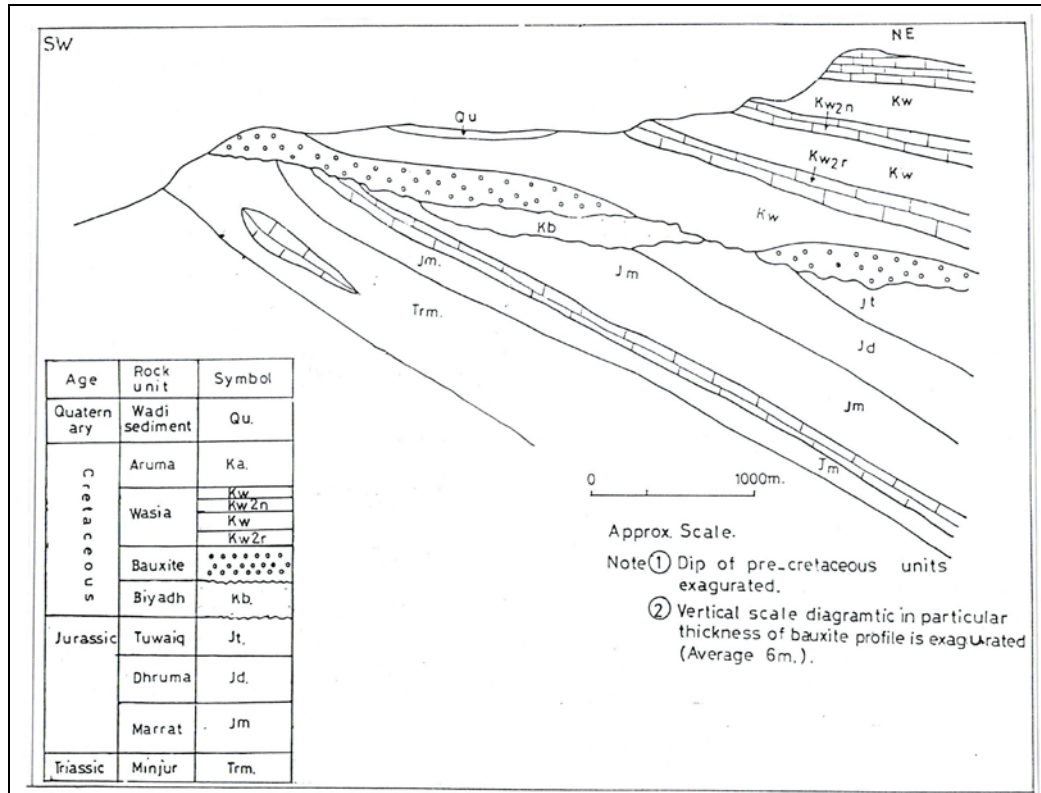 SW
NE
Qu
Kw
Kw2n
Kw2r
Kw
Kw
Kb
Jm.
Jm
Jt
Trm.
Jd
Jm
Jm
0 1000m.
Approx. Scale.
Note ① Dip of pre-cretaceous units
exagurated.
② Vertical scale diagramtic in particular
thickness of bauxite profile is exagurated
(Average 6m.).
Age Rock unit Symbol
Quatern ary Wadi sediment Qu.
Cretaceous Aruma Ka.
Wasia Kw
Kw2n
Kw
Kw2r
Bauxite
Biyadh Kb.
Jurassic Tuwaiq Jt.
Dhruma Jd.
Marrat Jm
Triassic Minjur Trm.